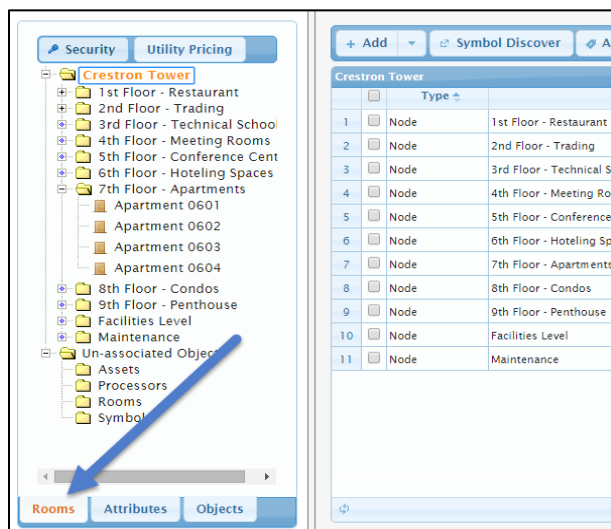 Security
Utility Pricing
Crestron Tower
1st Floor - Restaurant
2nd Floor - Trading
3rd Floor - Technical School
4th Floor - Meeting Rooms
5th Floor - Conference Cent
6th Floor - Hoteling Spaces
7th Floor - Apartments
Apartment 0601
Apartment 0602
Apartment 0603
Apartment 0604
8th Floor - Condos
9th Floor - Penthouse
Facilities Level
Maintenance
Un-associated Objec
Assets
Processors
Rooms
Symbol
Rooms
Attributes
Objects
+ Add
Symbol Discover
A
Crestron Tower
Type
1 Node 1st Floor - Restaurant
2 Node 2nd Floor - Trading
3 Node 3rd Floor - Technical S
4 Node 4th Floor - Meeting Ro
5 Node 5th Floor - Conference
6 Node 6th Floor - Hoteling Sp
7 Node 7th Floor - Apartments
8 Node 8th Floor - Condos
9 Node 9th Floor - Penthouse
10 Node Facilities Level
11 Node Maintenance